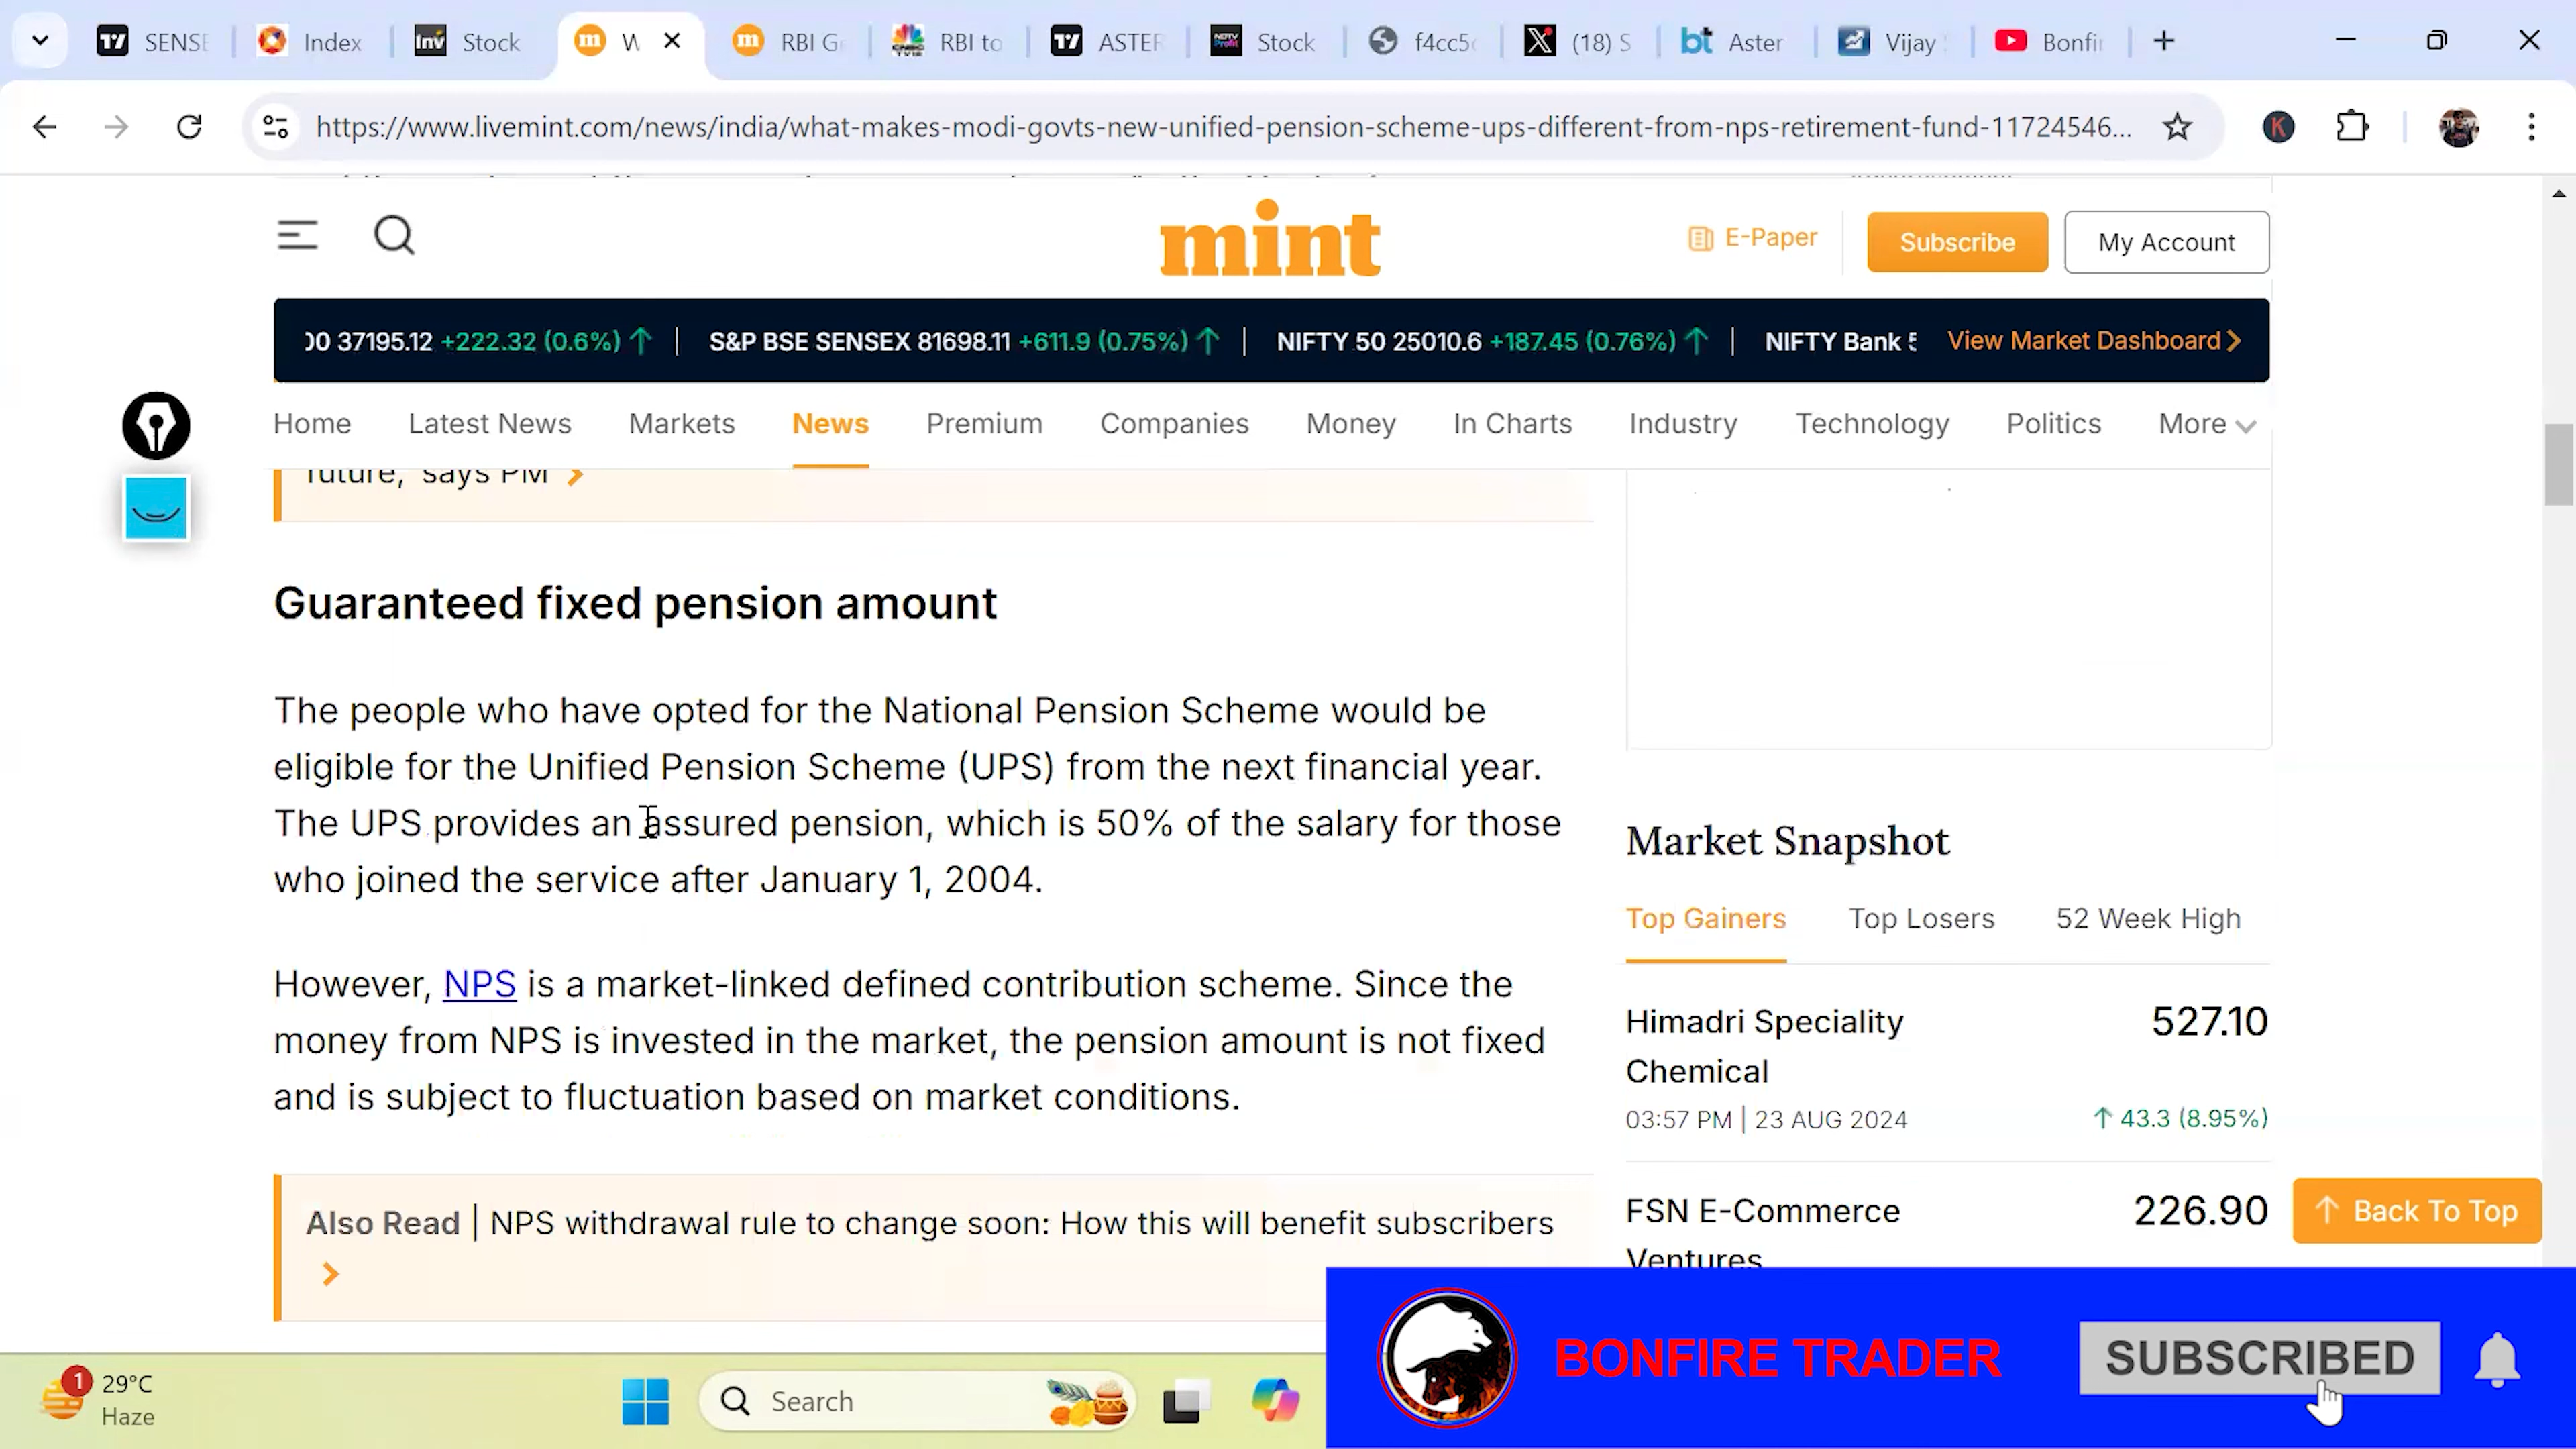 SENSE
Index
Stock
W
RBI G
RBI to
ASTER
Stock
f4cc5
(18) S
Aster
Vijay
Bonfir
https://www.livemint.com/news/india/what-makes-modi-govts-new-unified-pension-scheme-ups-different-from-nps-retirement-fund-11724546...
K
mint
E-Paper
Subscribe
My Account
00 37195.12 +222.32 (0.6%) ↑ | S&P BSE SENSEX 81698.11 +611.9 (0.75%) ↑ | NIFTY 50 25010.6 +187.45 (0.76%) ↑ | NIFTY Bank
View Market Dashboard
Home Latest News Markets News Premium Companies Money In Charts Industry Technology Politics More
future,' says PM
Guaranteed fixed pension amount
The people who have opted for the National Pension Scheme would be
eligible for the Unified Pension Scheme (UPS) from the next financial year.
The UPS provides an assured pension, which is 50% of the salary for those
who joined the service after January 1, 2004.
However, NPS is a market-linked defined contribution scheme. Since the
money from NPS is invested in the market, the pension amount is not fixed
and is subject to fluctuation based on market conditions.
Also Read | NPS withdrawal rule to change soon: How this will benefit subscribers
Market Snapshot
Top Gainers Top Losers 52 Week High
Himadri Speciality
Chemical
527.10
03:57 PM | 23 AUG 2024
↑ 43.3 (8.95%)
FSN E-Commerce
Ventures
226.90
↑ Back To Top
BONFIRE TRADER
SUBSCRIBED
1
29°C
Haze
Search